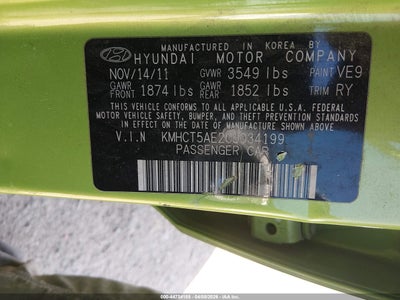 MANUFACTURED IN KOREA BY
HYUNDAI MOTOR COMPANY
NOV/14/11 GVWR 3549 lbs PAINT VE9
GAWR FRONT 1874 lbs GAWR REAR 1852 lbs TRIM RY
THIS VEHICLE CONFORMS TO ALL APPLICABLE U.S.A. FEDERAL
MOTOR VEHICLE SAFETY, BUMPER, AND THEFT PREVENTION STANDARDS
IN EFFECT ON THE DATE OF MANUFACTURE SHOWN ABOVE.
V.I.N
PASSENGER CAR